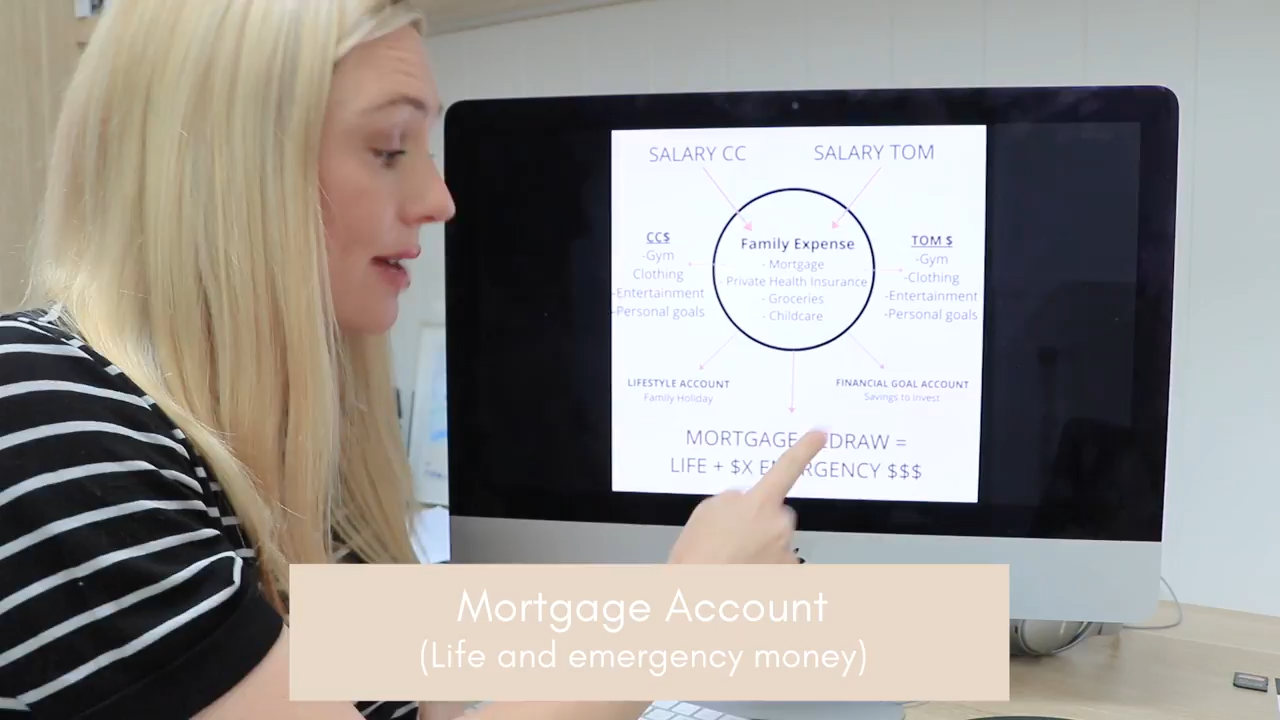 SALARY CC
SALARY TOM
CC$
-Gym
Clothing
-Entertainment
-Personal goals
Family Expense
- Mortgage
Private Health Insurance
- Groceries
- Childcare
TOM $
-Gym
-Clothing
-Entertainment
-Personal goals
LIFESTYLE ACCOUNT
Family Holiday
FINANCIAL GOAL ACCOUNT
Savings to invest
MORTGAGE =
LIFE + $X $$$
Mortgage Account
(Life and emergency money)